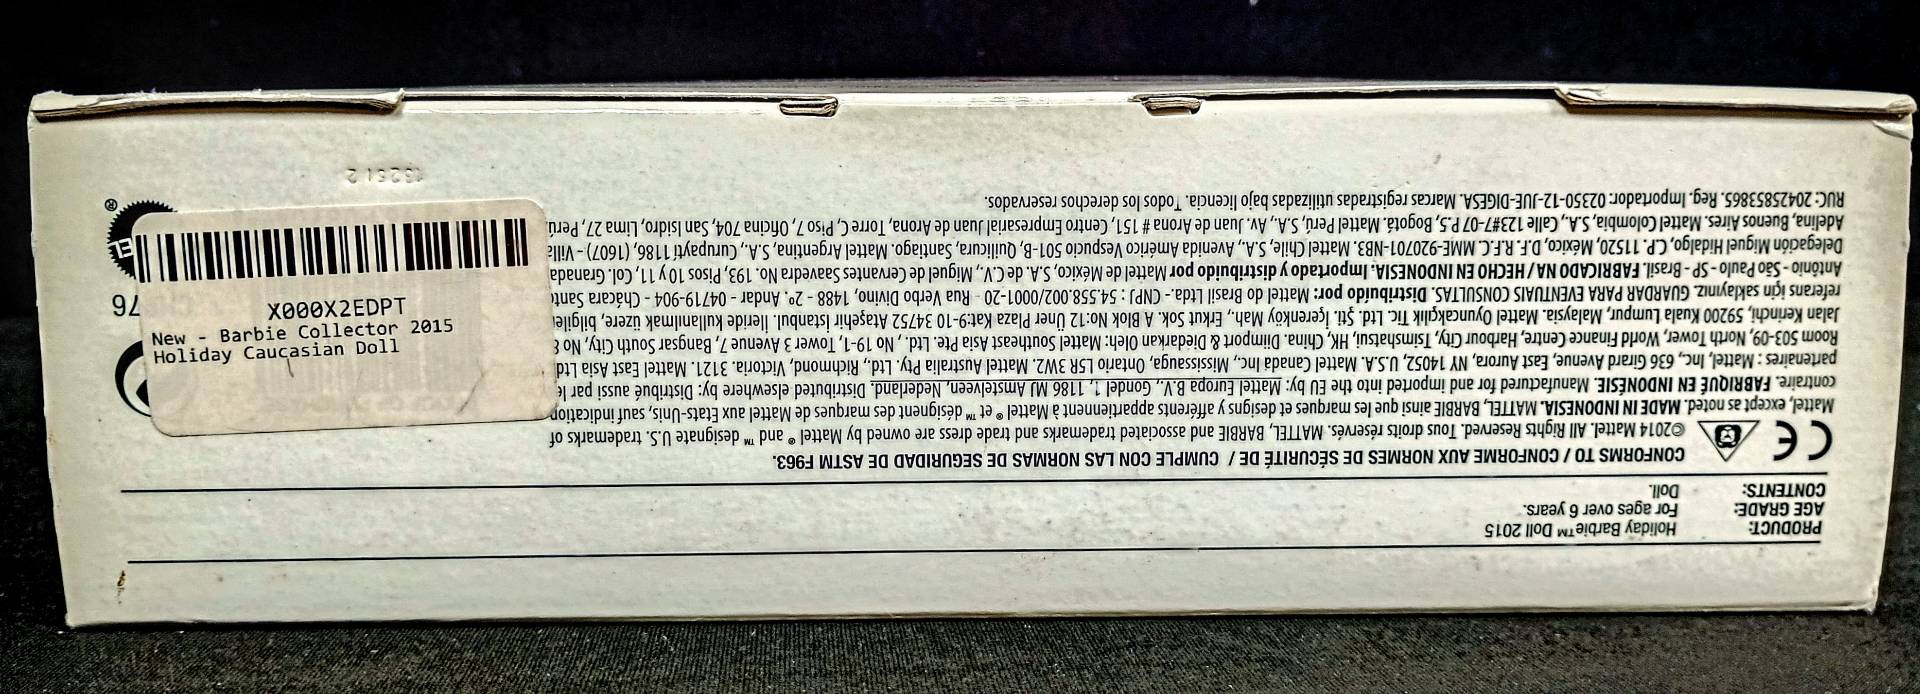 X000X2EDPT
New - Barbie Collector 2015
Holiday Caucasian Doll
PRODUCT: Holiday Barbie™ Doll 2015
AGE GRADE: For ages over 6 years.
CONTENTS: Doll.
CONFORMS TO / CONFORME AUX NORMES DE SÉCURITÉ DE / CUMPLE CON LAS NORMAS DE SEGURIDAD DE ASTM F963.
CE
©2014 Mattel. All Rights Reserved. Tous droits réservés. MATTEL, BARBIE and associated trademarks and trade dress are owned by Mattel ® and ™ designate U.S. trademarks of
Mattel, except as noted. MADE IN INDONESIA. MATTEL, BARBIE ainsi que les marques et designs y afférents appartiennent à Mattel ® et ™ désignent des marques de Mattel aux États-Unis, sauf indication
contraire. FABRIQUÉ EN INDONÉSIE. Manufactured for and imported into the EU by: Mattel Europa B.V., Gondel 1, 1186 MJ Amstelveen, Nederland. Distributed elsewhere by: Distribué aussi par le
partenaires : Mattel, Inc., 636 Girard Avenue, East Aurora, NY 14052, U.S.A. Mattel Canada Inc., Mississauga, Ontario L5R 3W2. Mattel Australia Pty. Ltd., Richmond, Victoria. 3121. Mattel East Asia Ltd
Room 503-09, North Tower, World Finance Centre, Harbour City, Tsimshatsui, HK, China. Diimport & Diedarkan Oleh: Mattel Southeast Asia Pte. Ltd., No 19-1, Tower 3 Avenue 7, Bangsar South City, No 8
Jalan Kerinchi, 59200 Kuala Lumpur, Malaysia. Mattel Oyuncakçılık Tic. Ltd. Şti. İçerenköy Mah., Erkut Sok. A Blok No:12 Üner Plaza Kat:9-10 34752 Ataşehir İstanbul. İleride kullanılmak üzere, bilgile
referans için saklayınız. GUARDAR PARA EVENTUAIS CONSULTAS. Distribuído por: Mattel do Brasil Ltda.- CNPJ : 54.558.002/0001-20 - Rua Verbo Divino, 1488 - 2º. Andar - 04719-904 - Chácara Sant
Antônio - São Paulo - SP - Brasil. FABRICADO NA / HECHO EN INDONESIA. Importado y distribuido por Mattel de México, S.A. de C.V., Miguel de Cervantes Saavedra No. 193, Pisos 10 y 11, Col. Granada
Delegación Miguel Hidalgo, C.P. 11520, México, D.F. R.F.C. MME-920701-NB3. Mattel Chile, S.A., Avenida Américo Vespucio 501-B, Quilicura, Santiago. Mattel Argentina, S.A., Curupaytí 1186, (1607) - Villa
Adelina, Buenos Aires. Mattel Colombia, S.A., Calle 123#7-07 P.5, Bogotá. Mattel Perú, S.A., Av. Juan de Arona # 151, Centro Empresarial Juan de Arona, Torre C, Piso 7, Oficina 704, San Isidro, Lima 27, Perú
RUC: 20425853865. Reg. Importador: 02350-12-JUE-DIGESA. Marcas registradas utilizadas bajo licencia. Todos los derechos reservados.